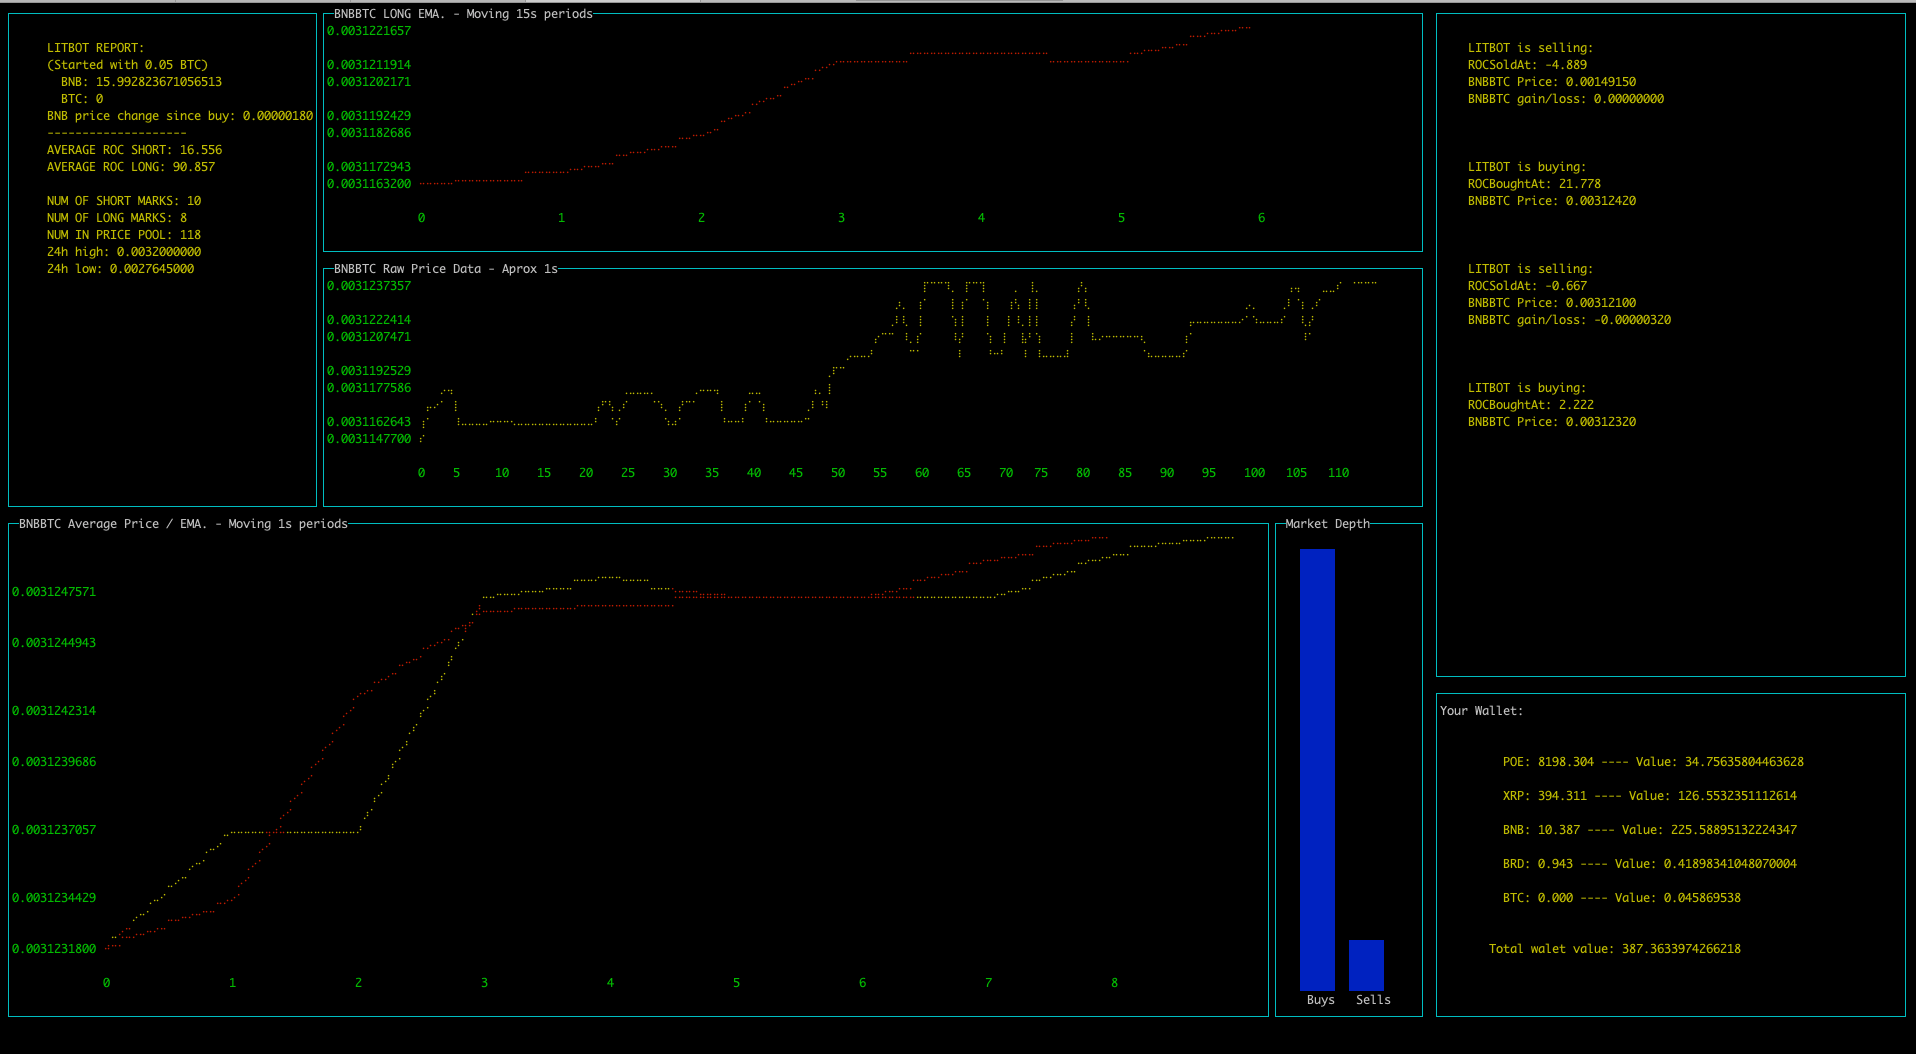 LITBOT REPORT:
(Started with 0.05 BTC)
BNB: 15.992823671056513
BTC: 0
BNB price change since buy: 0.00000180
--------------------
AVERAGE ROC SHORT: 16.556
AVERAGE ROC LONG: 90.857
NUM OF SHORT MARKS: 10
NUM OF LONG MARKS: 8
NUM IN PRICE POOL: 118
24h high: 0.0032000000
24h low: 0.0027645000
BNBBTC LONG EMA. - Moving 15s periods
0.0031221657
0.0031211914
0.0031202171
0.0031192429
0.0031182686
0.0031172943
0.0031163200
0 1 2 3 4 5 6
BNBBTC Raw Price Data - Aprox 1s
0.0031237357
0.0031222414
0.0031207471
0.0031192529
0.0031177586
0.0031162643
0.0031147700
0 5 10 15 20 25 30 35 40 45 50 55 60 65 70 75 80 85 90 95 100 105 110
LITBOT is selling:
ROCSoldAt: -4.889
BNBBTC Price: 0.00149150
BNBBTC gain/loss: 0.00000000
LITBOT is buying:
ROCBoughtAt: 21.778
BNBBTC Price: 0.00312420
LITBOT is selling:
ROCSoldAt: -0.667
BNBBTC Price: 0.00312100
BNBBTC gain/loss: -0.00000320
LITBOT is buying:
ROCBoughtAt: 2.222
BNBBTC Price: 0.00312320
BNBBTC Average Price / EMA. - Moving 1s periods
0.0031247571
0.0031244943
0.0031242314
0.0031239686
0.0031237057
0.0031234429
0.0031231800
0 1 2 3 4 5 6 7 8
Market Depth
Buys Sells
Your Wallet:
POE: 8198.304 ---- Value: 34.75635804463628
XRP: 394.311 ---- Value: 126.5532351112614
BNB: 10.387 ---- Value: 225.58895132224347
BRD: 0.943 ---- Value: 0.41898341048070004
BTC: 0.000 ---- Value: 0.045869538
Total walet value: 387.3633974266218